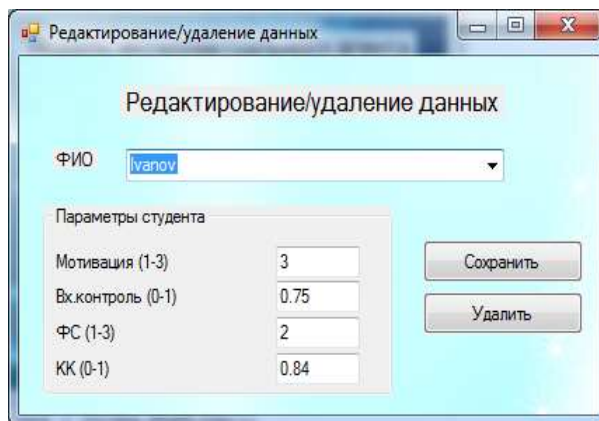 Редактирование/удаление данных
Редактирование/удаление данных
ФИО Ivanov
Параметры студента
Мотивация (1-3) 3
Вх.контроль (0-1) 0.75
ФС (1-3) 2
КК (0-1) 0.84
Сохранить
Удалить